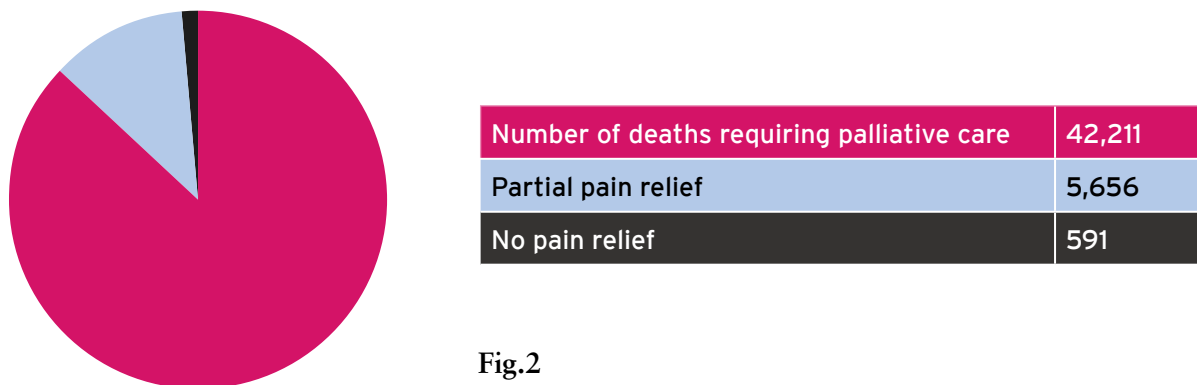 Number of deaths requiring palliative care 42,211
Partial pain relief 5,656
No pain relief 591
Fig.2